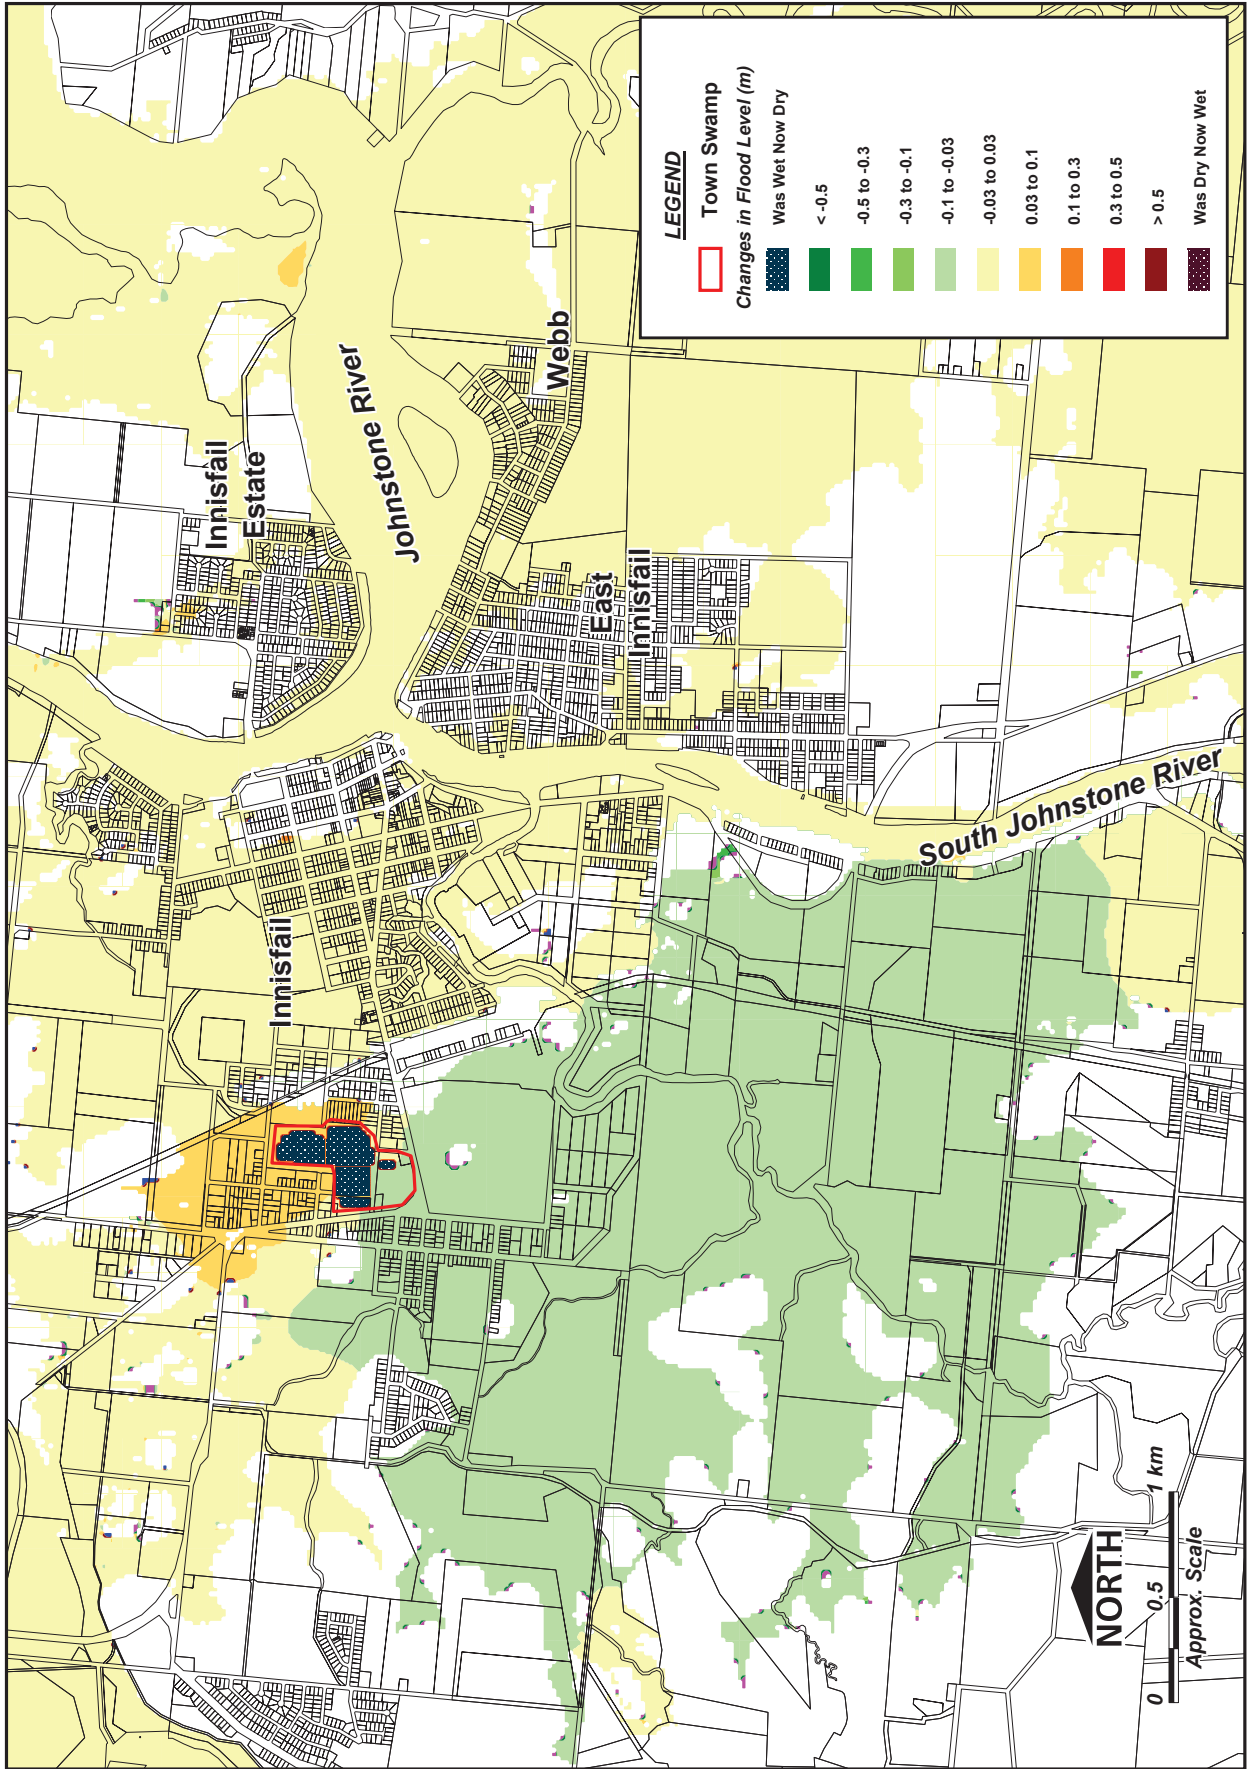 Innisfail
Estate
Johnstone River
Webb
East
Innisfail
Innisfail
South Johnstone River
LEGEND
Town Swamp
Changes in Flood Level (m)
Was Wet Now Dry
< -0.5
-0.5 to -0.3
-0.3 to -0.1
-0.1 to -0.03
-0.03 to 0.03
0.03 to 0.1
0.1 to 0.3
0.3 to 0.5
> 0.5
Was Dry Now Wet
NORTH
0 0.5 1 km
Approx. Scale